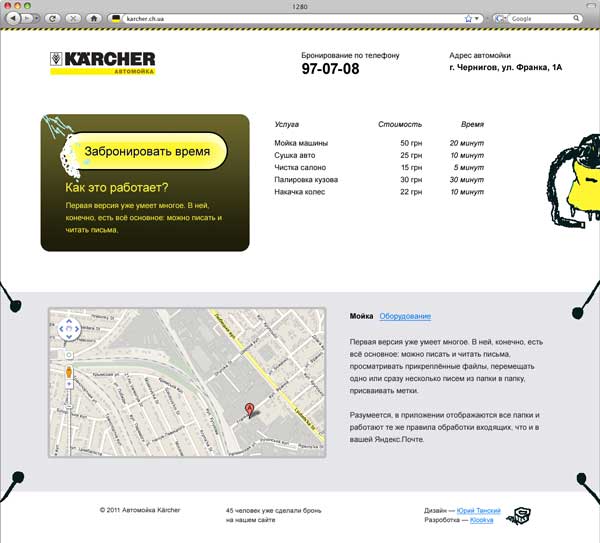 1280
karcher.ch.ua
Google
KÄRCHER
АВТОМОЙКА
Бронирование по телефону
97-07-08
Адрес автомойки
г. Чернигов, ул. Франка, 1А
Забронировать время
Как это работает?
Первая версия уже умеет многое. В ней,
конечно, есть всё основное: можно писать и
читать письма,
Услуга Стоимость Время
Мойка машины 50 грн 20 минут
Сушка авто 25 грн 10 минут
Чистка салоно 15 грн 5 минут
Палировка кузова 30 грн 30 минут
Накачка колес 22 грн 10 минут
A
Мойка Оборудование
Первая версия уже умеет многое. В ней, конечно, есть
всё основное: можно писать и читать письма,
просматривать прикреплённые файлы, перемещать
одно или сразу несколько писем из папки в папку,
присваивать метки.
Разумеется, в приложении отображаются все папки и
работают те же правила обработки входящих, что и в
вашей Яндекс.Почте.
© 2011 Автомойка Kärcher
45 человек уже сделали бронь
на нашем сайте
Дизайн — Юрий Танский
Разработка — Klookva